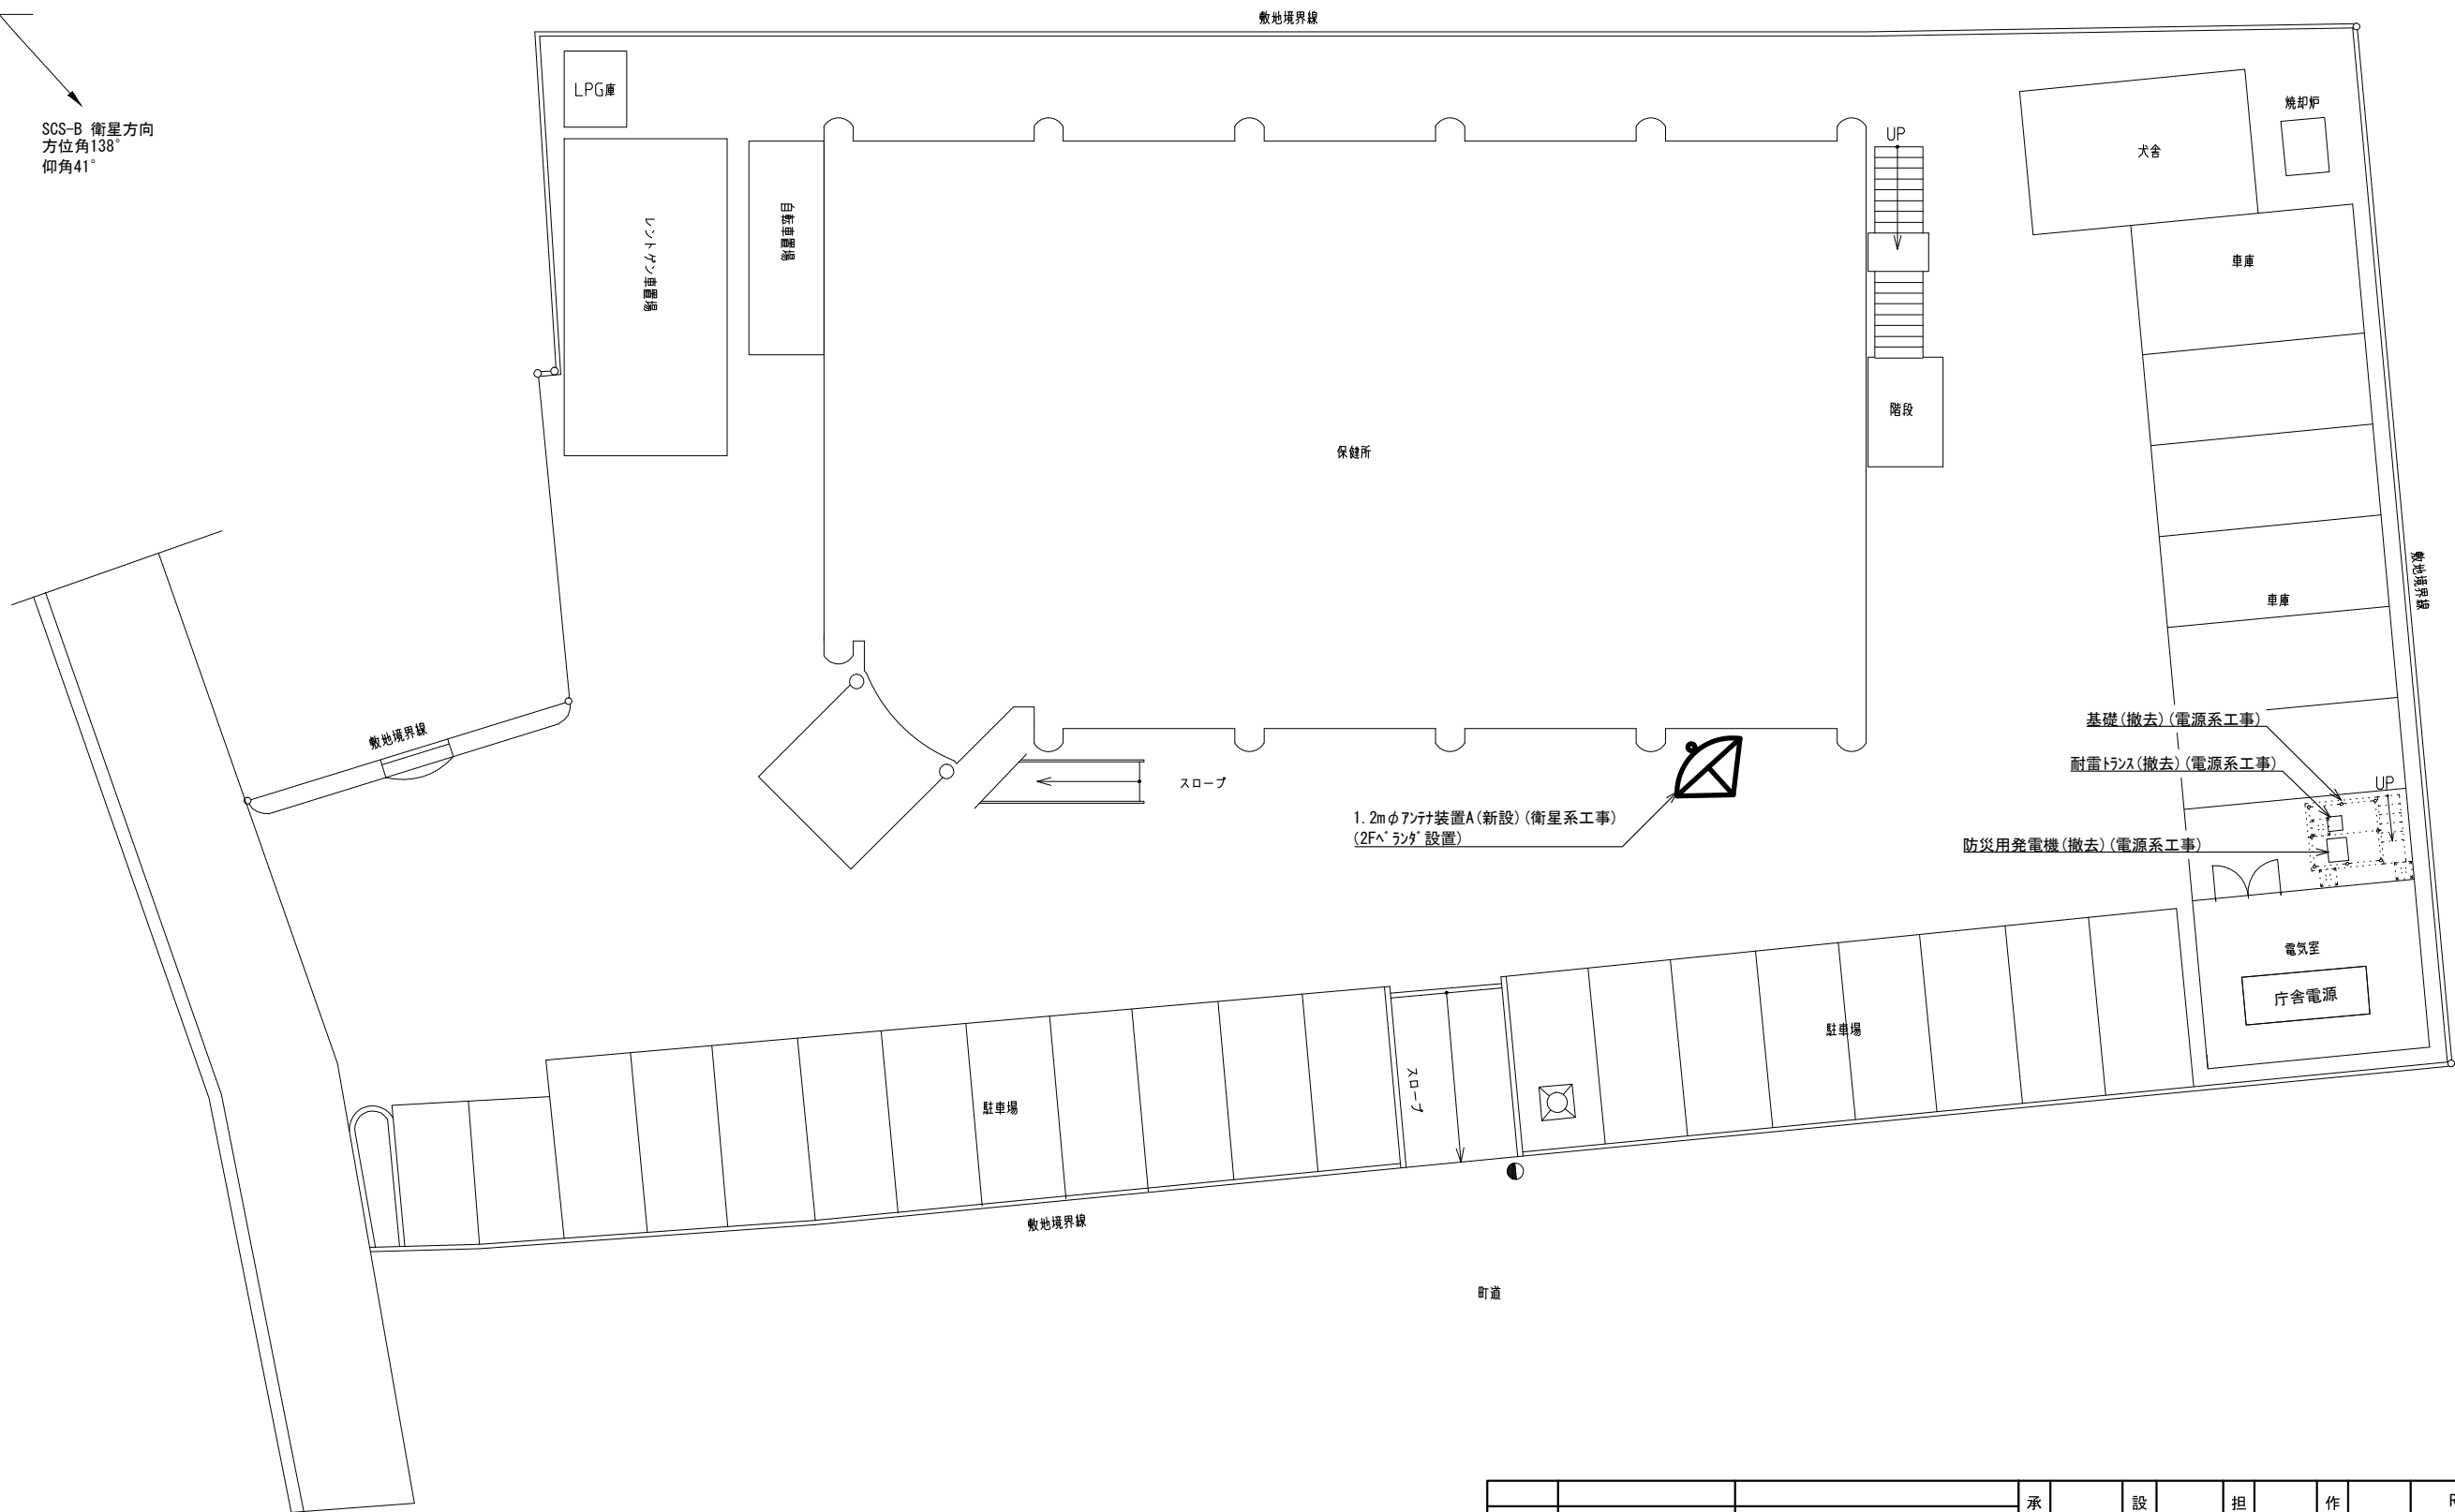 敷地境界線
SCS-B 衛星方向
方位角138°
仰角41°
LPG庫
レントゲン車置場
自転車置場
UP
犬舎
焼却炉
車庫
階段
保健所
敷地境界線
車庫
敷地境界線
基礎(撤去)(電源系工事)
耐雷トランス(撤去)(電源系工事)
UP
スロープ
1.2mφアンテナ装置A(新設)(衛星系工事)
(2Fベランダ設置)
防災用発電機(撤去)(電源系工事)
電気室
庁舎電源
駐車場
スロープ
駐車場
敷地境界線
町道
承
設
担
作